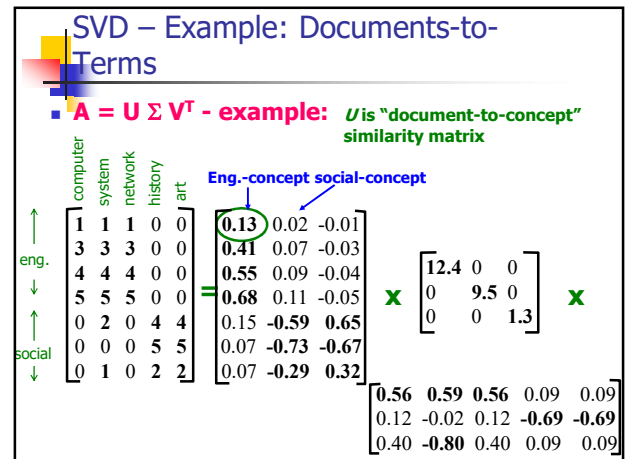 SVD – Example: Documents-to-
Terms
A = U Σ Vᵀ - example: U is “document-to-concept”
similarity matrix
computer system network history art
Eng.-concept social-concept
eng.
social
1 1 1 0 0
3 3 3 0 0
4 4 4 0 0
5 5 5 0 0
0 2 0 4 4
0 0 0 5 5
0 1 0 2 2
=
0.13 0.02 -0.01
0.41 0.07 -0.03
0.55 0.09 -0.04
0.68 0.11 -0.05
0.15 -0.59 0.65
0.07 -0.73 -0.67
0.07 -0.29 0.32
x
12.4 0 0
0 9.5 0
0 0 1.3
x
0.56 0.59 0.56 0.09 0.09
0.12 -0.02 0.12 -0.69 -0.69
0.40 -0.80 0.40 0.09 0.09